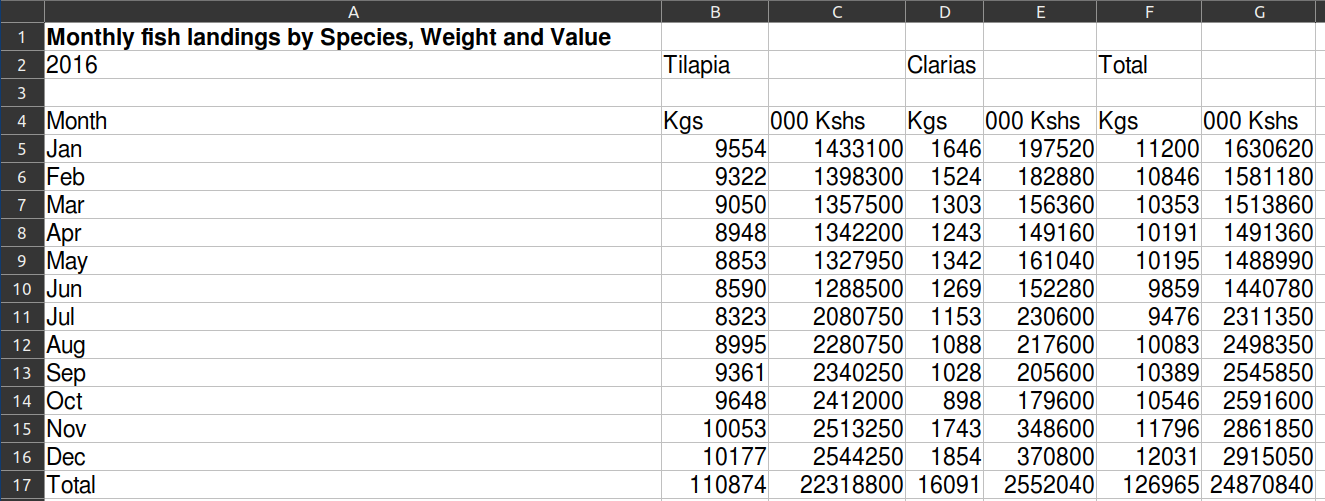 A B C D E F G
1 Monthly fish landings by Species, Weight and Value
2 2016 Tilapia Clarias Total
3
4 Month Kgs 000 Kshs Kgs 000 Kshs Kgs 000 Kshs
5 Jan 9554 1433100 1646 197520 11200 1630620
6 Feb 9322 1398300 1524 182880 10846 1581180
7 Mar 9050 1357500 1303 156360 10353 1513860
8 Apr 8948 1342200 1243 149160 10191 1491360
9 May 8853 1327950 1342 161040 10195 1488990
10 Jun 8590 1288500 1269 152280 9859 1440780
11 Jul 8323 2080750 1153 230600 9476 2311350
12 Aug 8995 2280750 1088 217600 10083 2498350
13 Sep 9361 2340250 1028 205600 10389 2545850
14 Oct 9648 2412000 898 179600 10546 2591600
15 Nov 10053 2513250 1743 348600 11796 2861850
16 Dec 10177 2544250 1854 370800 12031 2915050
17 Total 110874 22318800 16091 2552040 126965 24870840